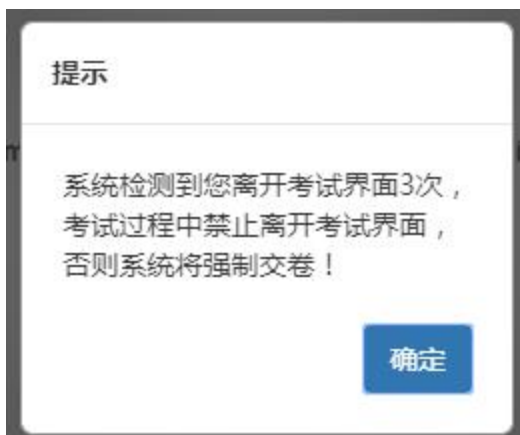 提示
系统检测到您离开考试界面3次，
考试过程中禁止离开考试界面，
否则系统将强制交卷！
确定